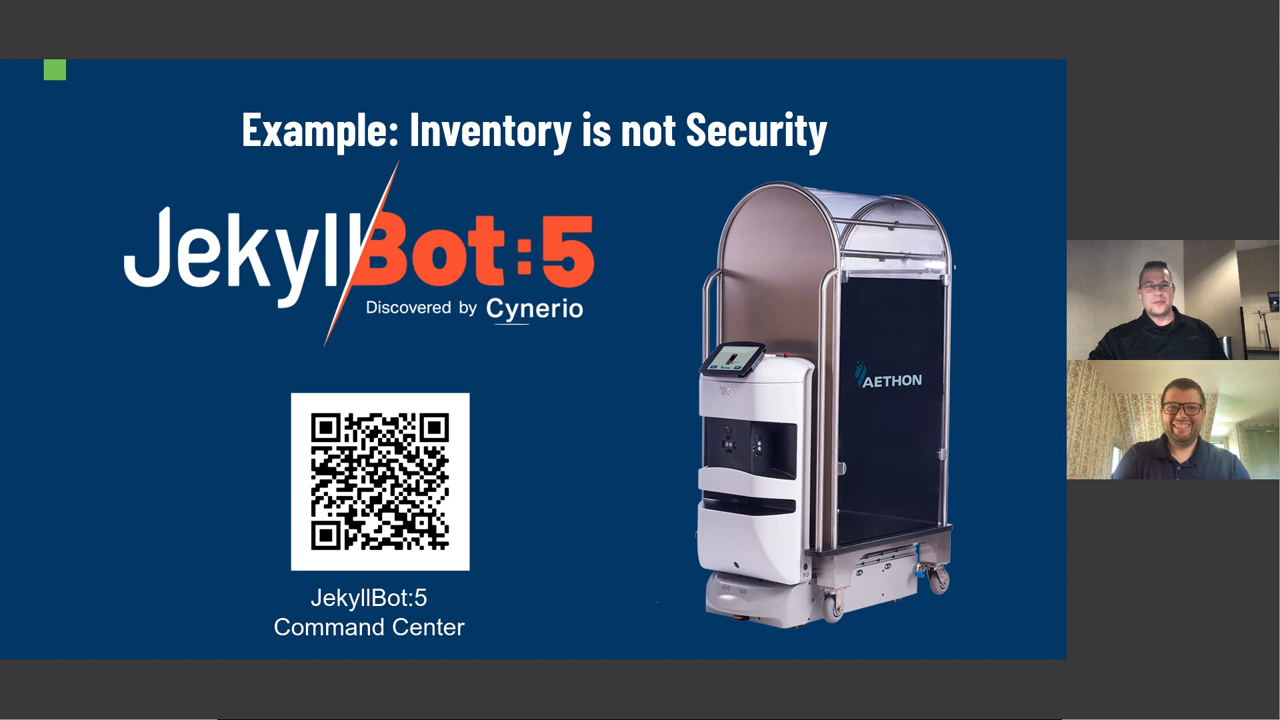 Example: Inventory is not Security
JekyllBot:5
Discovered by Cynerio
AETHON
JekyllBot:5
Command Center